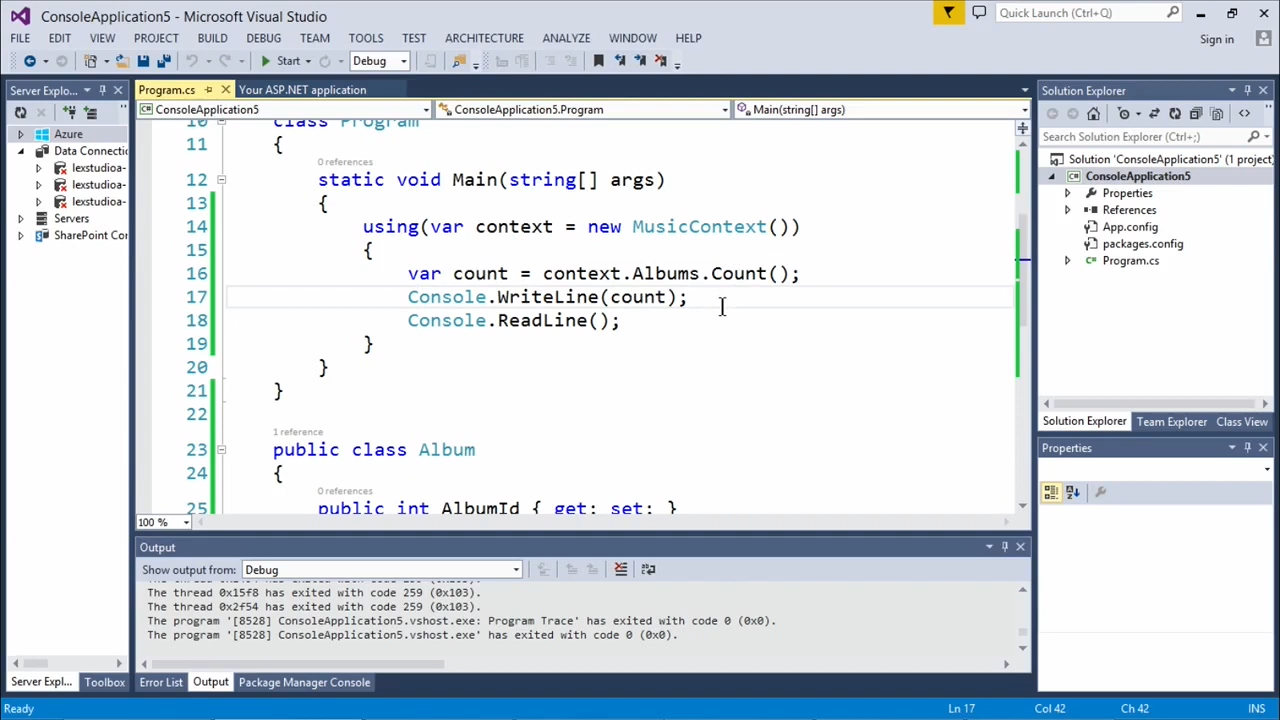 ConsoleApplication5 - Microsoft Visual Studio
Quick Launch (Ctrl+Q)
FILE EDIT VIEW PROJECT BUILD DEBUG TEAM TOOLS TEST ARCHITECTURE ANALYZE WINDOW HELP
Sign in
Start
Debug
Server Explo...
Azure
Data Connectio
lexstudioa-
lexstudioa-
lexstudioa-
Servers
SharePoint Con
Program.cs
Your ASP.NET application
ConsoleApplication5
ConsoleApplication5.Program
Main(string[] args)
10 class Program
11 {
0 references
12 static void Main(string[] args)
13 {
14 using(var context = new MusicContext())
15 {
16 var count = context.Albums.Count();
17 Console.WriteLine(count);
18 Console.ReadLine();
19 }
20 }
21 }
22
1 reference
23 public class Album
24 {
0 references
25 public int AlbumId { get; set; }
100 %
Solution Explorer
Search Solution Explorer (Ctrl+;)
Solution 'ConsoleApplication5' (1 project)
ConsoleApplication5
Properties
References
App.config
packages.config
Program.cs
Solution Explorer Team Explorer Class View
Properties
Output
Show output from: Debug
The thread 0x15f8 has exited with code 259 (0x103).
The thread 0x2f54 has exited with code 259 (0x103).
The program '[8528] ConsoleApplication5.vshost.exe: Program Trace' has exited with code 0 (0x0).
The program '[8528] ConsoleApplication5.vshost.exe' has exited with code 0 (0x0).
Server Expl... Toolbox
Error List Output Package Manager Console
Ready
Ln 17 Col 42 Ch 42 INS